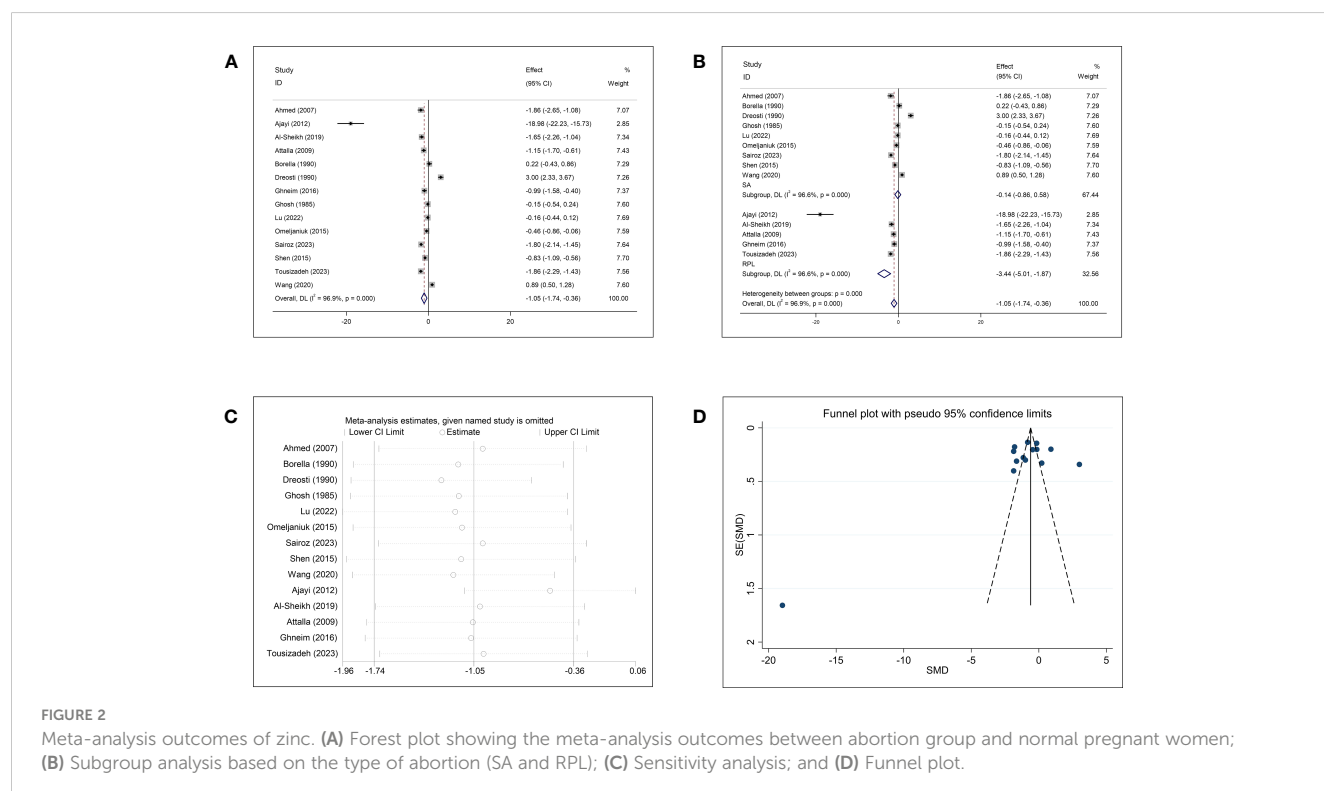 A
Study Effect %
ID (95% CI) Weight
Ahmed (2007) -1.86 (-2.65, -1.08) 7.07
Ajayi (2012) -18.98 (-22.23, -15.73) 2.85
Al-Sheikh (2019) -1.65 (-2.26, -1.04) 7.34
Attalla (2009) -1.15 (-1.70, -0.61) 7.43
Borella (1990) 0.22 (-0.43, 0.86) 7.29
Dreosti (1990) 3.00 (2.33, 3.67) 7.26
Ghneim (2016) -0.99 (-1.58, -0.40) 7.37
Ghosh (1985) -0.15 (-0.54, 0.24) 7.60
Lu (2022) -0.16 (-0.44, 0.12) 7.69
Omeljaniuk (2015) -0.46 (-0.86, -0.06) 7.59
Sairoz (2023) -1.80 (-2.14, -1.45) 7.64
Shen (2015) -0.83 (-1.09, -0.56) 7.70
Tousizadeh (2023) -1.86 (-2.29, -1.43) 7.56
Wang (2020) 0.89 (0.50, 1.28) 7.60
Overall, DL (I² = 96.9%, p = 0.000) -1.05 (-1.74, -0.36) 100.00
-20 0 20
B
Study Effect %
ID (95% CI) Weight
Ahmed (2007) -1.86 (-2.65, -1.08) 7.07
Borella (1990) 0.22 (-0.43, 0.86) 7.29
Dreosti (1990) 3.00 (2.33, 3.67) 7.26
Ghosh (1985) -0.15 (-0.54, 0.24) 7.60
Lu (2022) -0.16 (-0.44, 0.12) 7.69
Omeljaniuk (2015) -0.46 (-0.86, -0.06) 7.59
Sairoz (2023) -1.80 (-2.14, -1.45) 7.64
Shen (2015) -0.83 (-1.09, -0.56) 7.70
Wang (2020) 0.89 (0.50, 1.28) 7.60
SA
Subgroup, DL (I² = 96.6%, p = 0.000) -0.14 (-0.86, 0.58) 67.44
Ajayi (2012) -18.98 (-22.23, -15.73) 2.85
Al-Sheikh (2019) -1.65 (-2.26, -1.04) 7.34
Attalla (2009) -1.15 (-1.70, -0.61) 7.43
Ghneim (2016) -0.99 (-1.58, -0.40) 7.37
Tousizadeh (2023) -1.86 (-2.29, -1.43) 7.56
RPL
Subgroup, DL (I² = 96.6%, p = 0.000) -3.44 (-5.01, -1.87) 32.56
Heterogeneity between groups: p = 0.000
Overall, DL (I² = 96.9%, p = 0.000) -1.05 (-1.74, -0.36) 100.00
-20 0 20
C
Meta-analysis estimates, given named study is omitted
Lower CI Limit Estimate Upper CI Limit
Ahmed (2007)
Borella (1990)
Dreosti (1990)
Ghosh (1985)
Lu (2022)
Omeljaniuk (2015)
Sairoz (2023)
Shen (2015)
Wang (2020)
Ajayi (2012)
Al-Sheikh (2019)
Attalla (2009)
Ghneim (2016)
Tousizadeh (2023)
-1.96 -1.74 -1.05 -0.36 0.06
D
Funnel plot with pseudo 95% confidence limits
0
.5
1
1.5
2
SE(SMD)
-20 -15 -10 -5 0 5
SMD
FIGURE 2
Meta-analysis outcomes of zinc. (A) Forest plot showing the meta-analysis outcomes between abortion group and normal pregnant women;
(B) Subgroup analysis based on the type of abortion (SA and RPL); (C) Sensitivity analysis; and (D) Funnel plot.